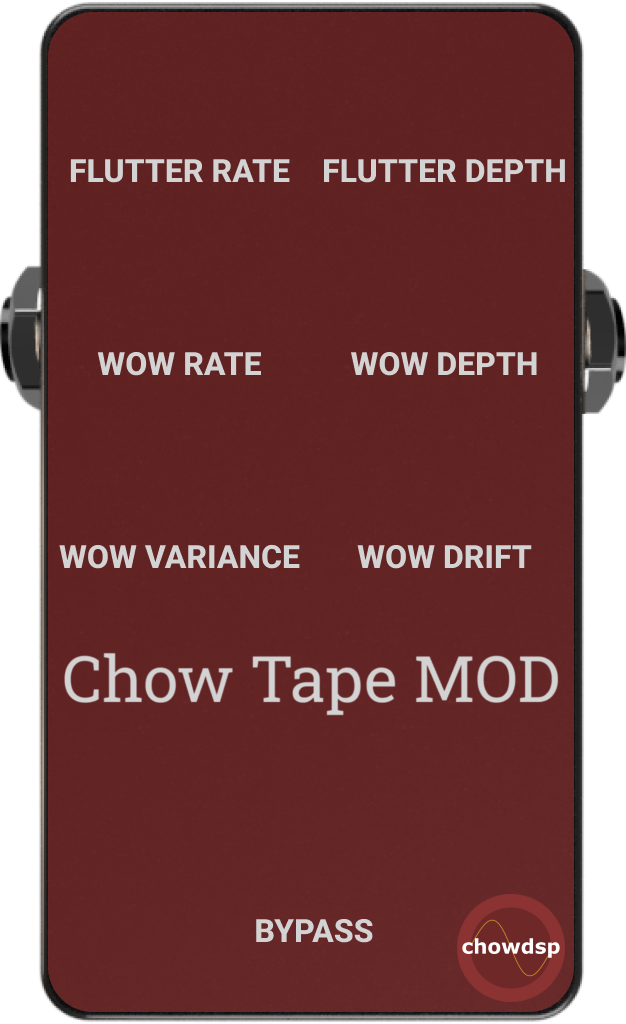 FLUTTER RATE FLUTTER DEPTH
WOW RATE WOW DEPTH
WOW VARIANCE WOW DRIFT
Chow Tape MOD
BYPASS
chowdsp